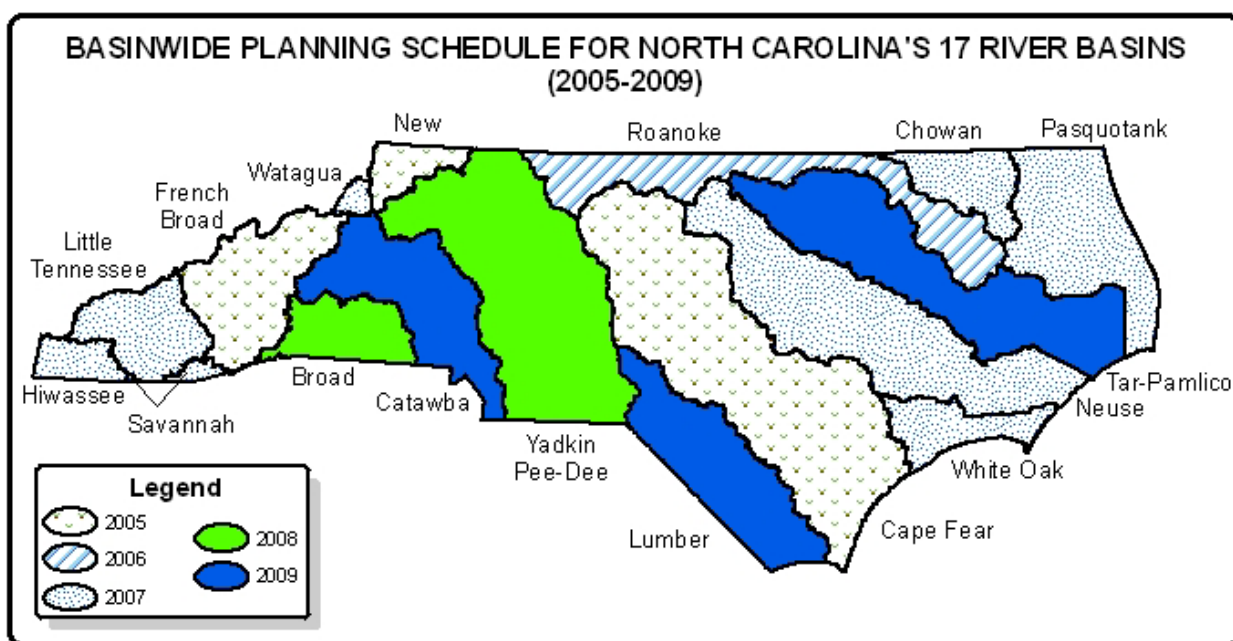 BASINWIDE PLANNING SCHEDULE FOR NORTH CAROLINA'S 17 RIVER BASINS
(2005-2009)
New
Roanoke
Chowan
Pasquotank
Watagua
French
Broad
Little
Tennessee
Hiwassee
Savannah
Broad
Catawba
Yadkin
Pee-Dee
Lumber
Cape Fear
White Oak
Neuse
Tar-Pamlico
Legend
2005
2006
2007
2008
2009